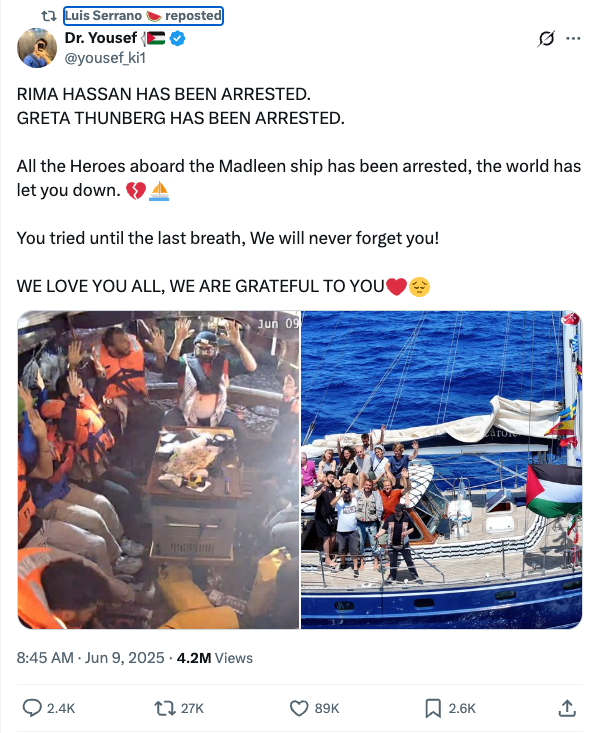 Luis Serrano 🍉 reposted
Dr. Yousef 🇵🇸
@yousef_ki1
RIMA HASSAN HAS BEEN ARRESTED.
GRETA THUNBERG HAS BEEN ARRESTED.
All the Heroes aboard the Madleen ship has been arrested, the world has
let you down. 💔⛵
You tried until the last breath, We will never forget you!
WE LOVE YOU ALL, WE ARE GRATEFUL TO YOU❤️😔
Jun 09
8:45 AM · Jun 9, 2025 · 4.2M Views
2.4K 27K 89K 2.6K